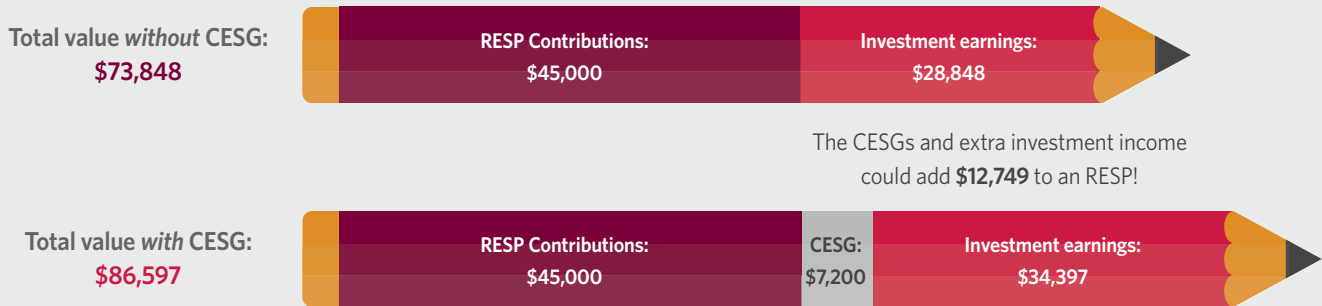 Total value without CESG:
$73,848
RESP Contributions:
$45,000
Investment earnings:
$28,848
The CESGs and extra investment income
could add $12,749 to an RESP!
Total value with CESG:
$86,597
RESP Contributions:
$45,000
CESG:
$7,200
Investment earnings:
$34,397